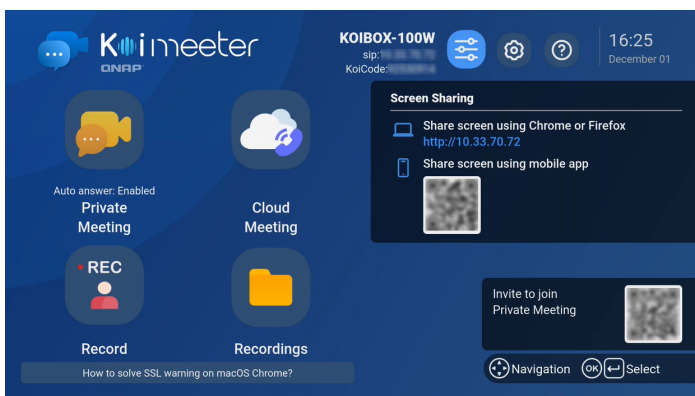 Koimeeter
QNAP
KOIBOX-100W
sip:
KoiCode:
16:25
December 01
Screen Sharing
Share screen using Chrome or Firefox
http://10.33.70.72
Share screen using mobile app
Auto answer: Enabled
Private
Meeting
Cloud
Meeting
REC
Record
Recordings
Invite to join
Private Meeting
How to solve SSL warning on macOS Chrome?
Navigation
OK
Select